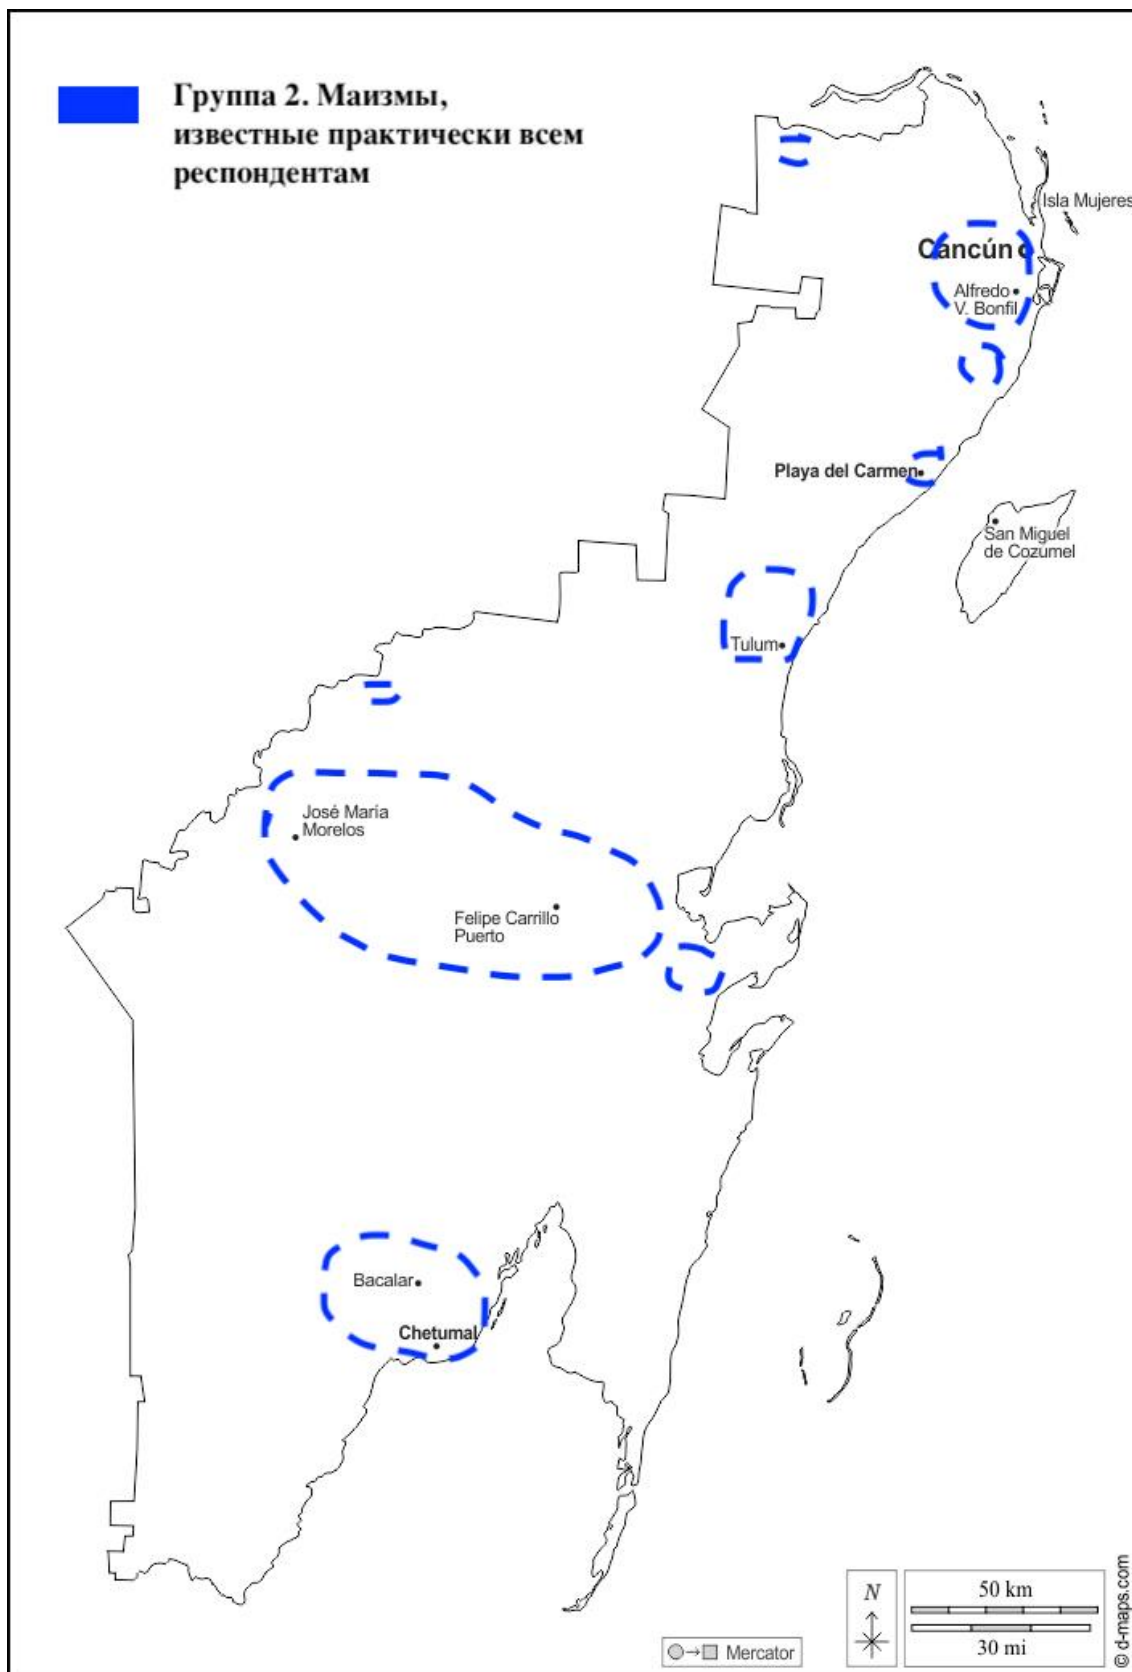 Группа 2. Маизмы,
известные практически всем
респондентам
Isla Mujeres
Cancún
Alfredo
V. Bonfil
Playa del Carmen
San Miguel
de Cozumel
Tulum
José María
Morelos
Felipe Carrillo
Puerto
Bacalar
Chetumal
N
50 km
30 mi
Mercator
© d-maps.com